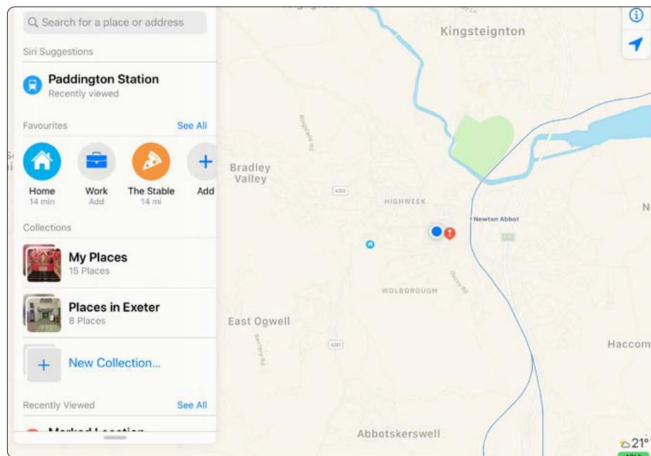 Search for a place or address
Siri Suggestions
Paddington Station
Recently viewed
Favourites See All
Home Work The Stable Add
14 min Add 14 mi
Collections
My Places
15 Places
Places in Exeter
8 Places
New Collection...
Recently Viewed See All
Marked Location
Kingsteignton
Bradley
Valley
HIGHWEEK
Newton Abbot
WOLBOROUGH
East Ogwell
Haccom
Abbotskerswell
21°